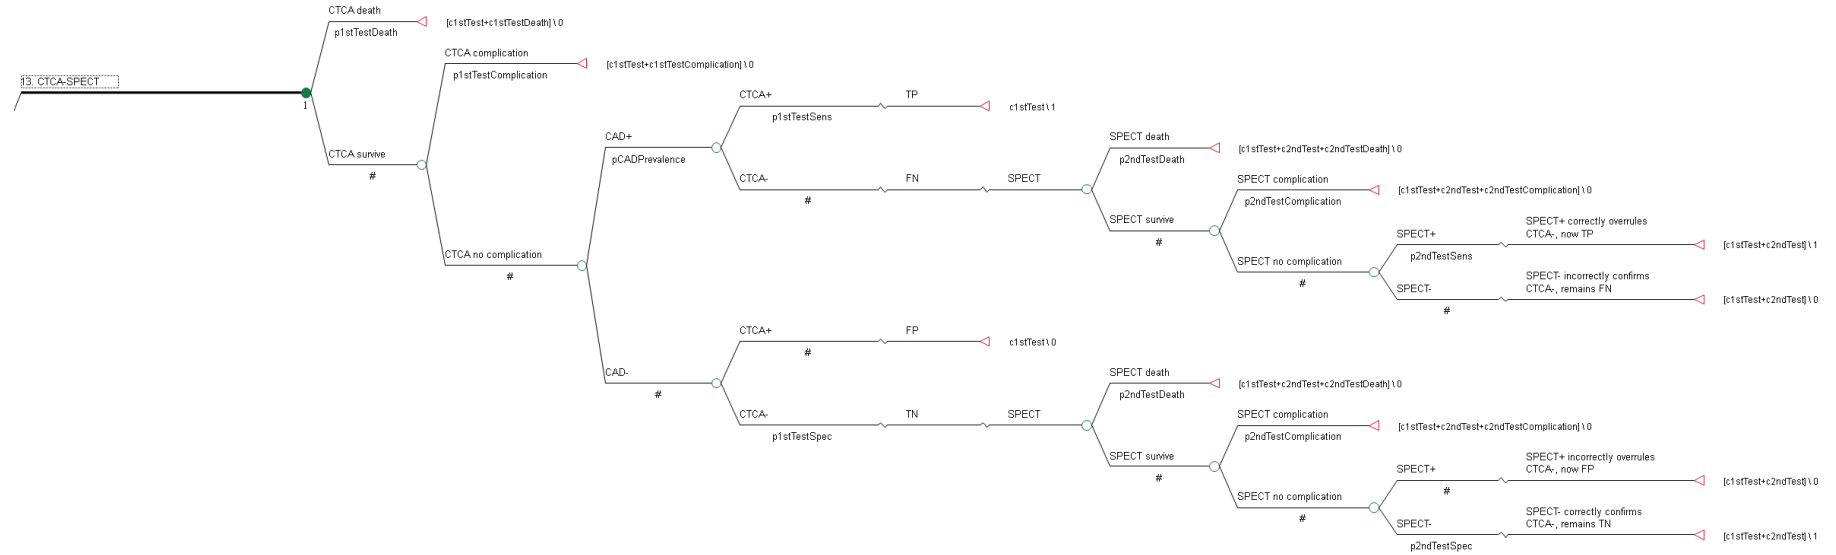 CTCA death
p1stTestDeath
[c1stTest+c1stTestDeath] \ 0
CTCA complication
p1stTestComplication
[c1stTest+c1stTestComplication] \ 0
13. CTCA-SPECT
1
CTCA+
p1stTestSens
TP
c1stTest \ 1
CAD+
pCADPrevalence
SPECT death
p2ndTestDeath
[c1stTest+c2ndTest+c2ndTestDeath] \ 0
CTCA survive
#
CTCA-
#
FN
SPECT
SPECT complication
p2ndTestComplication
[c1stTest+c2ndTest+c2ndTestComplication] \ 0
SPECT survive
#
SPECT+
p2ndTestSens
SPECT+ correctly overrules
CTCA-, now TP
[c1stTest+c2ndTest] \ 1
CTCA no complication
#
SPECT no complication
#
SPECT-
#
SPECT- incorrectly confirms
CTCA-, remains FN
[c1stTest+c2ndTest] \ 0
CTCA+
#
FP
c1stTest \ 0
CAD-
#
SPECT death
p2ndTestDeath
[c1stTest+c2ndTest+c2ndTestDeath] \ 0
CTCA-
p1stTestSpec
TN
SPECT
SPECT complication
p2ndTestComplication
[c1stTest+c2ndTest+c2ndTestComplication] \ 0
SPECT survive
#
SPECT+
#
SPECT+ incorrectly overrules
CTCA-, now FP
[c1stTest+c2ndTest] \ 0
SPECT no complication
#
SPECT-
p2ndTestSpec
SPECT- correctly confirms
CTCA-, remains TN
[c1stTest+c2ndTest] \ 1